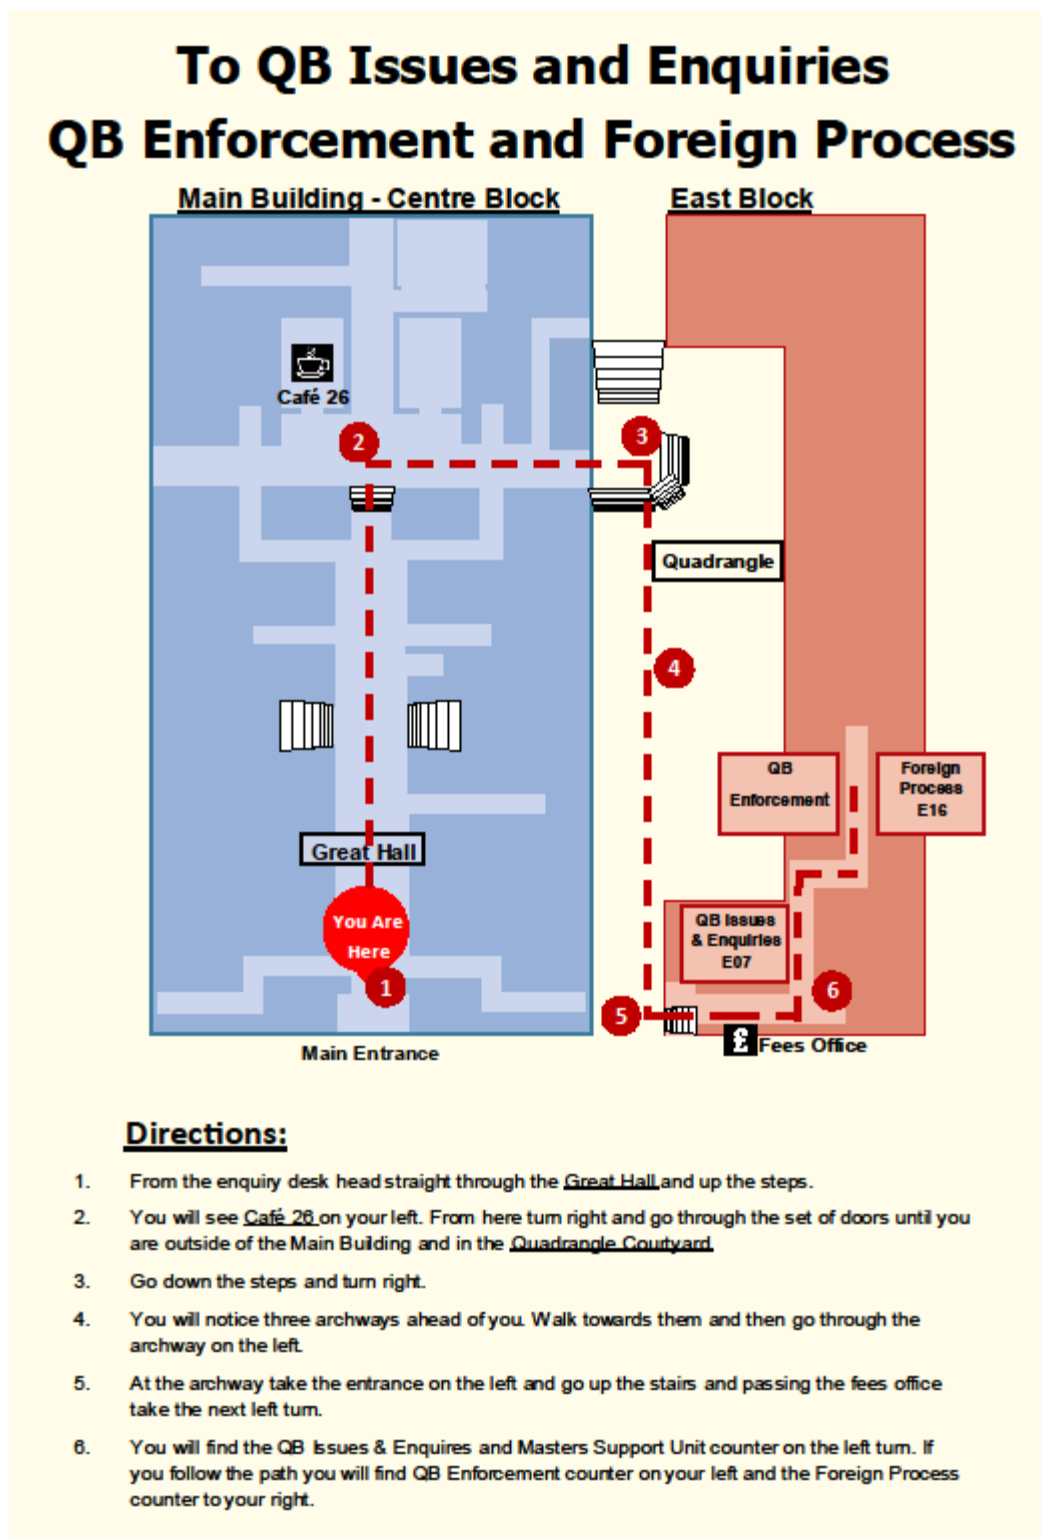 To QB Issues and Enquiries
QB Enforcement and Foreign Process
Main Building - Centre Block
East Block
Café 26
2
3
Quadrangle
4
QB
Enforcement
Foreign
Process
E16
Great Hall
You Are
Here
1
QB Issues
& Enquiries
E07
6
5
£
Fees Office
Main Entrance
Directions:
1. From the enquiry desk head straight through the Great Hall and up the steps.
2. You will see Café 26 on your left. From here turn right and go through the set of doors until you
are outside of the Main Building and in the Quadrangle Courtyard.
3. Go down the steps and turn right.
4. You will notice three archways ahead of you. Walk towards them and then go through the
archway on the left.
5. At the archway take the entrance on the left and go up the stairs and passing the fees office
take the next left turn.
6. You will find the QB Issues & Enquires and Masters Support Unit counter on the left turn. If
you follow the path you will find QB Enforcement counter on your left and the Foreign Process
counter to your right.